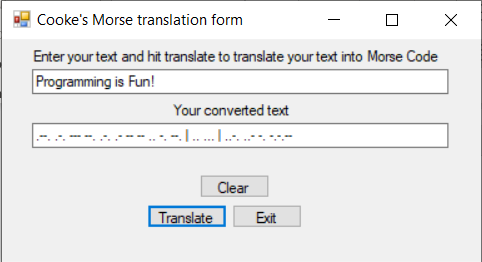 Cooke's Morse translation form
Enter your text and hit translate to translate your text into Morse Code
Programming is Fun!
Your converted text
.--. .-. --- --. .-. .- -- -- .. -. --. | .. ... | ..-. ..- -. -.-.--
Clear
Translate Exit